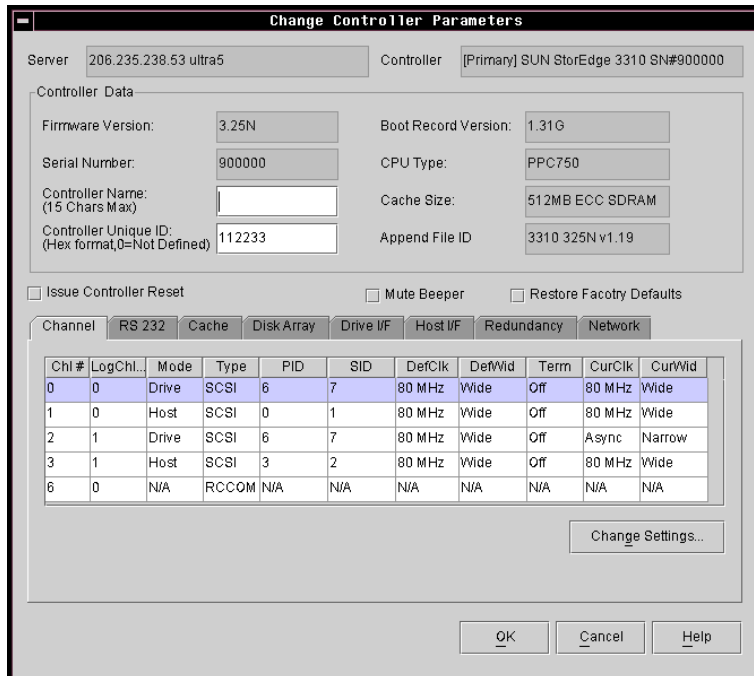 Change Controller Parameters
Server 206.235.238.53 ultra5 Controller [Primary] SUN StorEdge 3310 SN#900000
Controller Data
Firmware Version: 3.25N Boot Record Version: 1.31G
Serial Number: 900000 CPU Type: PPC750
Controller Name:
(15 Chars Max) Cache Size: 512MB ECC SDRAM
Controller Unique ID:
(Hex format,0=Not Defined) 112233 Append File ID 3310 325N v1.19
Issue Controller Reset Mute Beeper Restore Facotry Defaults
Channel RS 232 Cache Disk Array Drive I/F Host I/F Redundancy Network
Chl # LogChl... Mode Type PID SID DefClk DefWid Term CurClk CurWid
0 0 Drive SCSI 6 7 80 MHz Wide Off 80 MHz Wide
1 0 Host SCSI 0 1 80 MHz Wide Off 80 MHz Wide
2 1 Drive SCSI 6 7 80 MHz Wide Off Async Narrow
3 1 Host SCSI 3 2 80 MHz Wide Off 80 MHz Wide
6 0 N/A RCCOM N/A N/A N/A N/A N/A N/A N/A
Change Settings...
OK Cancel Help